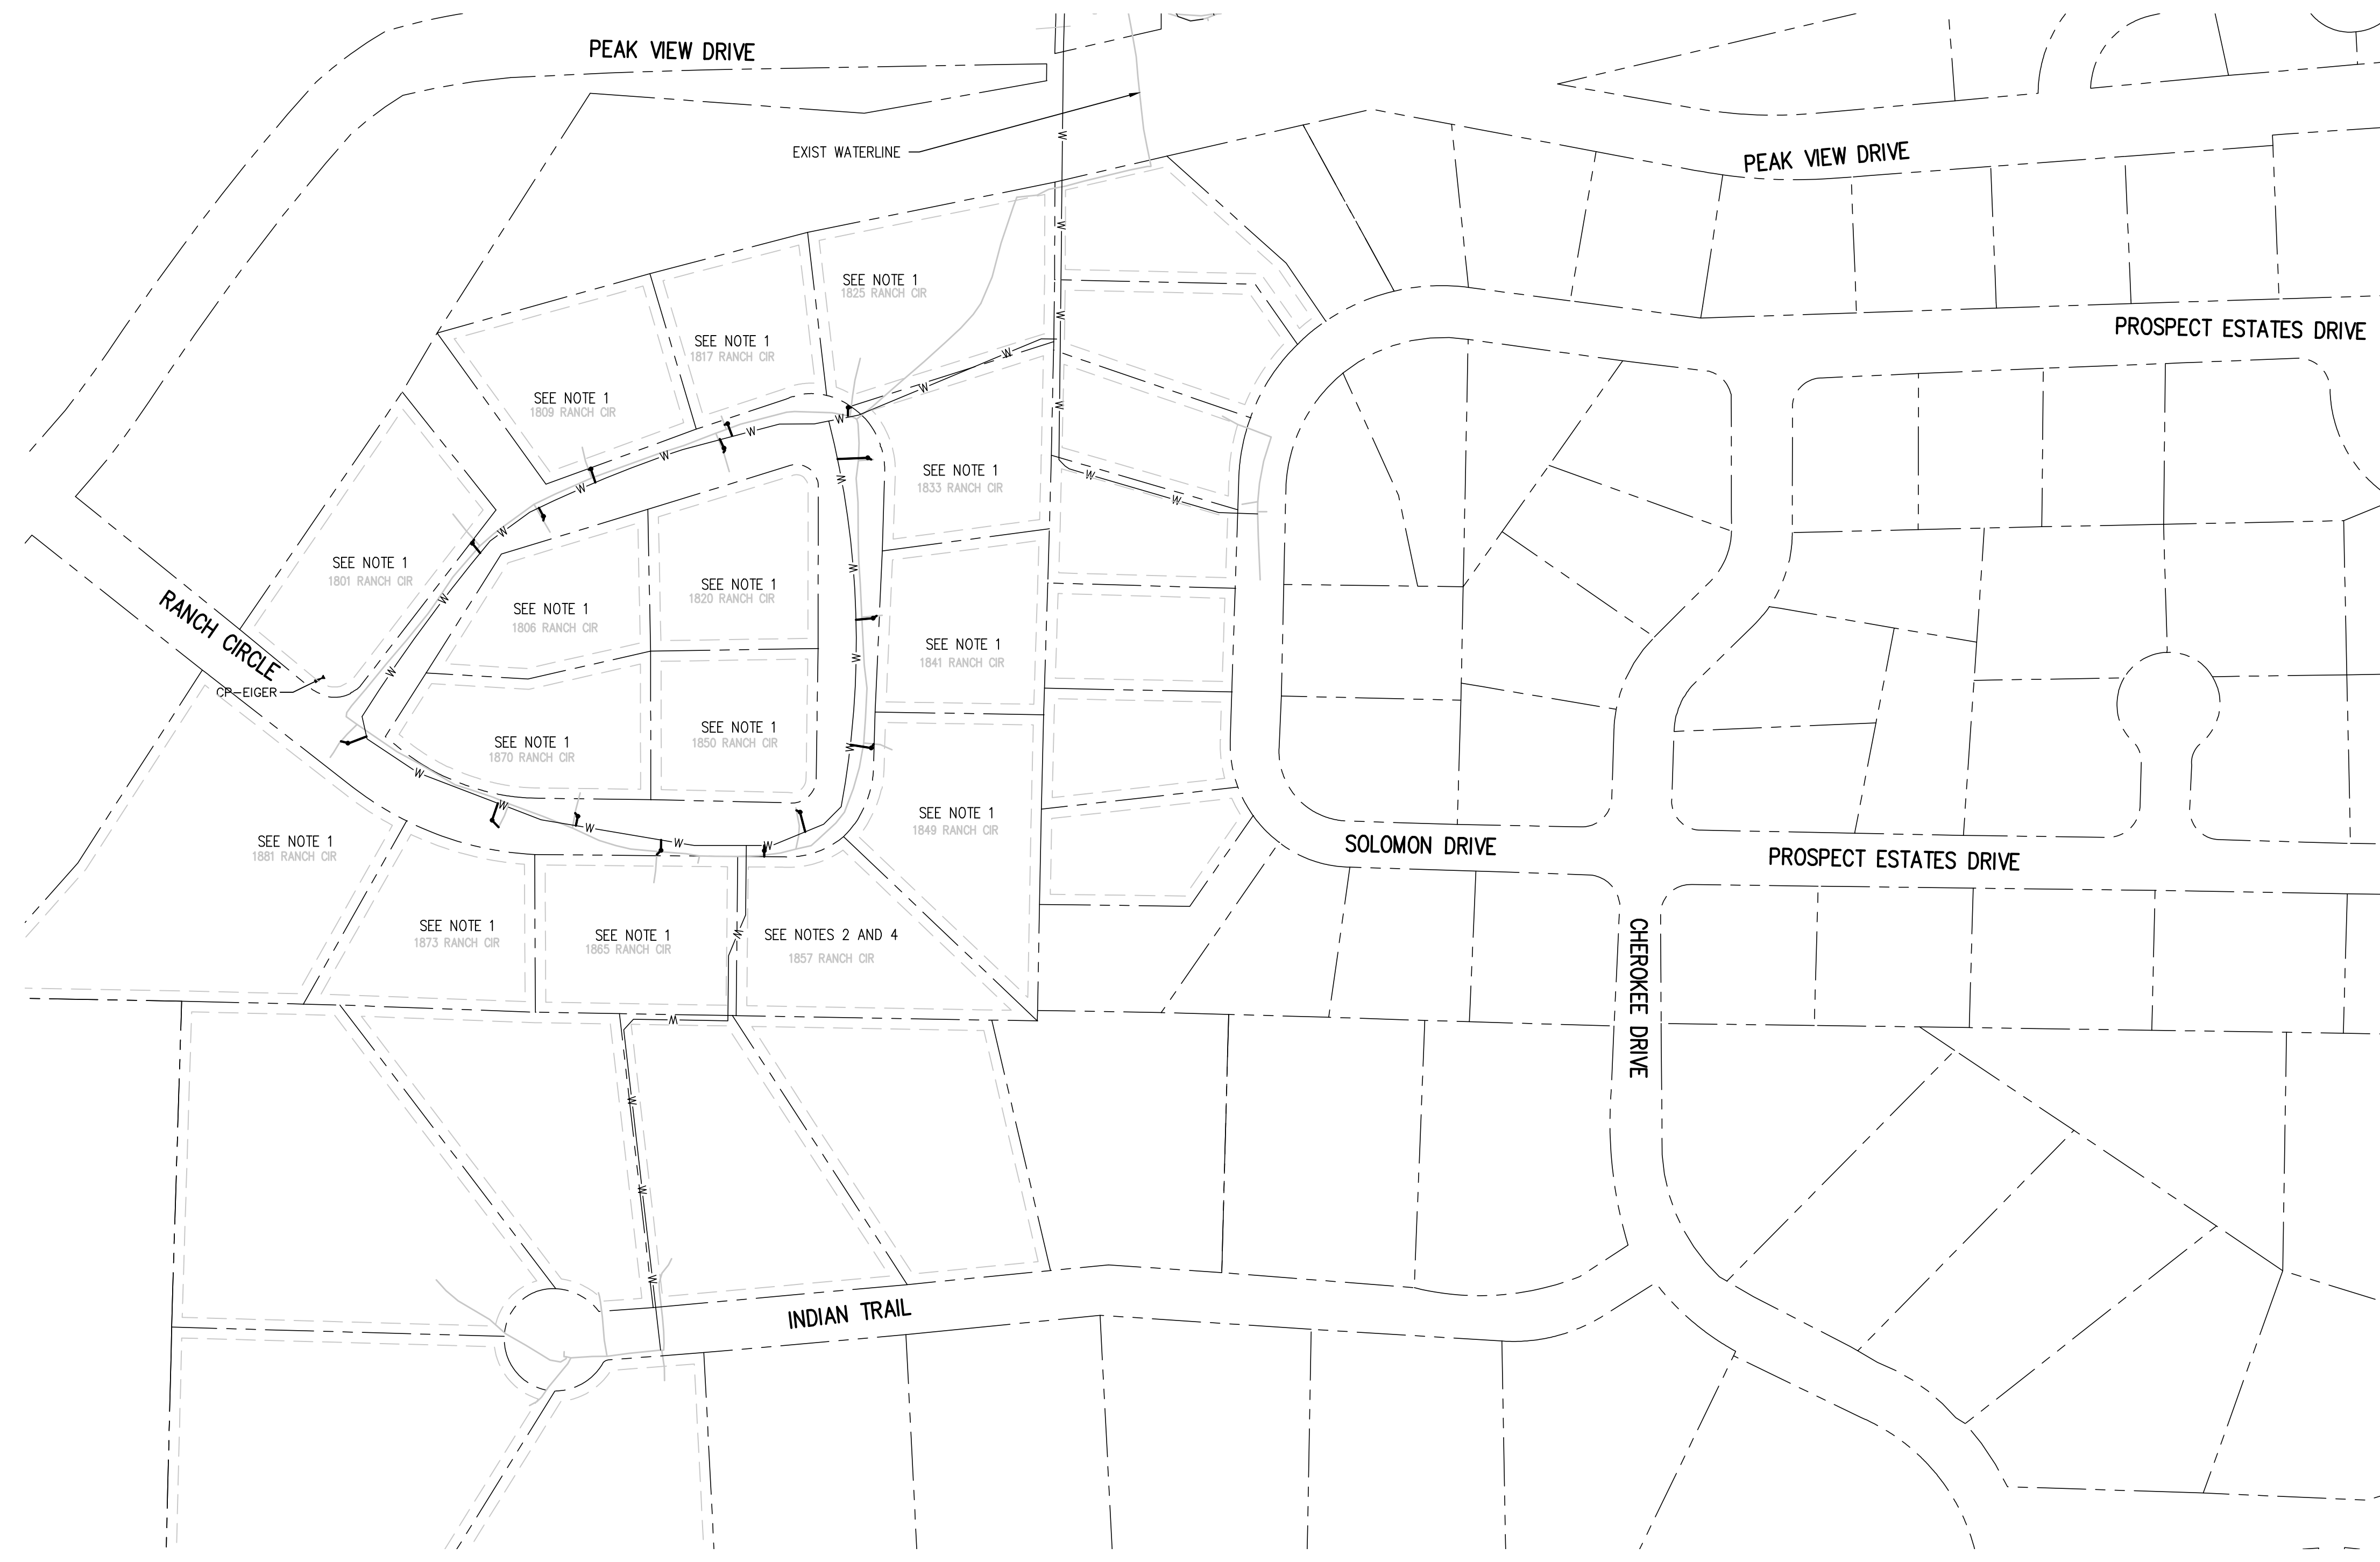 PEAK VIEW DRIVE
EXIST WATERLINE
PEAK VIEW DRIVE
W
W
SEE NOTE 1
1825 RANCH CIR
W
PROSPECT ESTATES DRIVE
SEE NOTE 1
1817 RANCH CIR
W
W
SEE NOTE 1
1809 RANCH CIR
W
W
W
W
SEE NOTE 1
1833 RANCH CIR
W
W
W
W
W
W
SEE NOTE 1
1801 RANCH CIR
W
SEE NOTE 1
1820 RANCH CIR
W
SEE NOTE 1
1806 RANCH CIR
RANCH CIRCLE
SEE NOTE 1
1841 RANCH CIR
W
W
CP-EIGER
SEE NOTE 1
1850 RANCH CIR
SEE NOTE 1
1870 RANCH CIR
W
W
W
SEE NOTE 1
1849 RANCH CIR
W
W
W
SEE NOTE 1
1881 RANCH CIR
SOLOMON DRIVE
PROSPECT ESTATES DRIVE
SEE NOTE 1
1873 RANCH CIR
SEE NOTE 1
1865 RANCH CIR
W
SEE NOTES 2 AND 4
1857 RANCH CIR
CHEROKEE DRIVE
W
W
W
W
INDIAN TRAIL